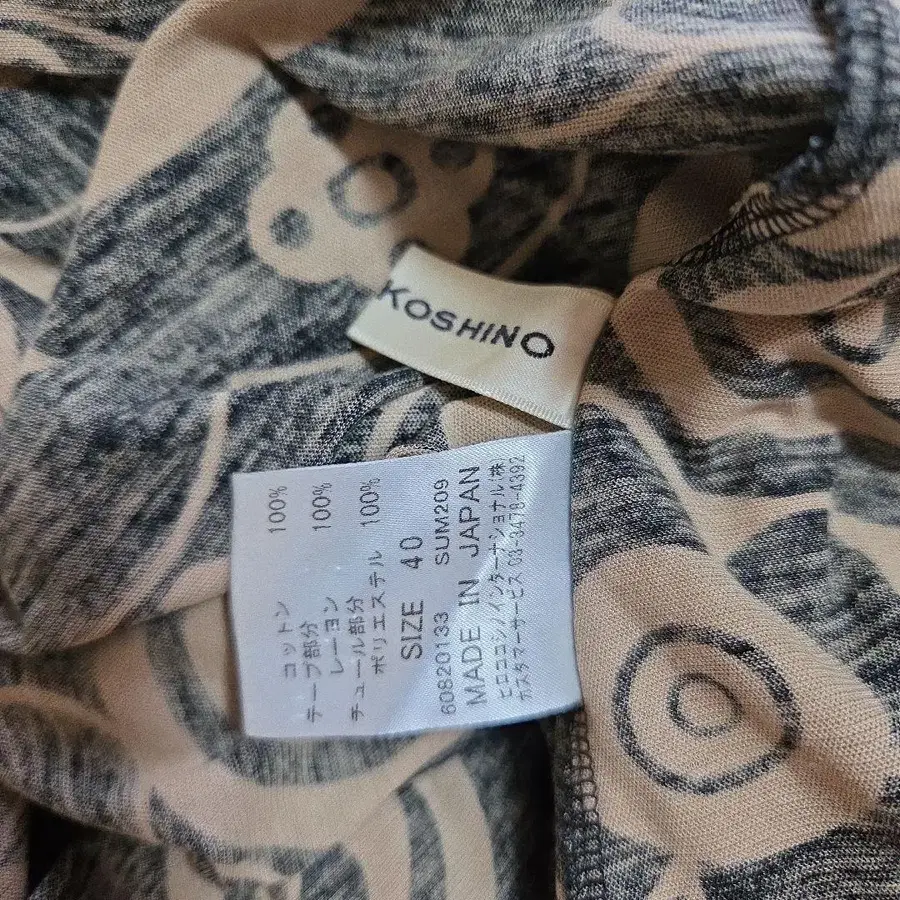 KOSHINO
コットン 100%
テープ部分
レーヨン 100%
チュール部分
ポリエステル 100%
SIZE 40
60820133 SUM209
MADE IN JAPAN
ヒロココシノインターナショナル(株)
カスタマーサービス 03-3478-4392